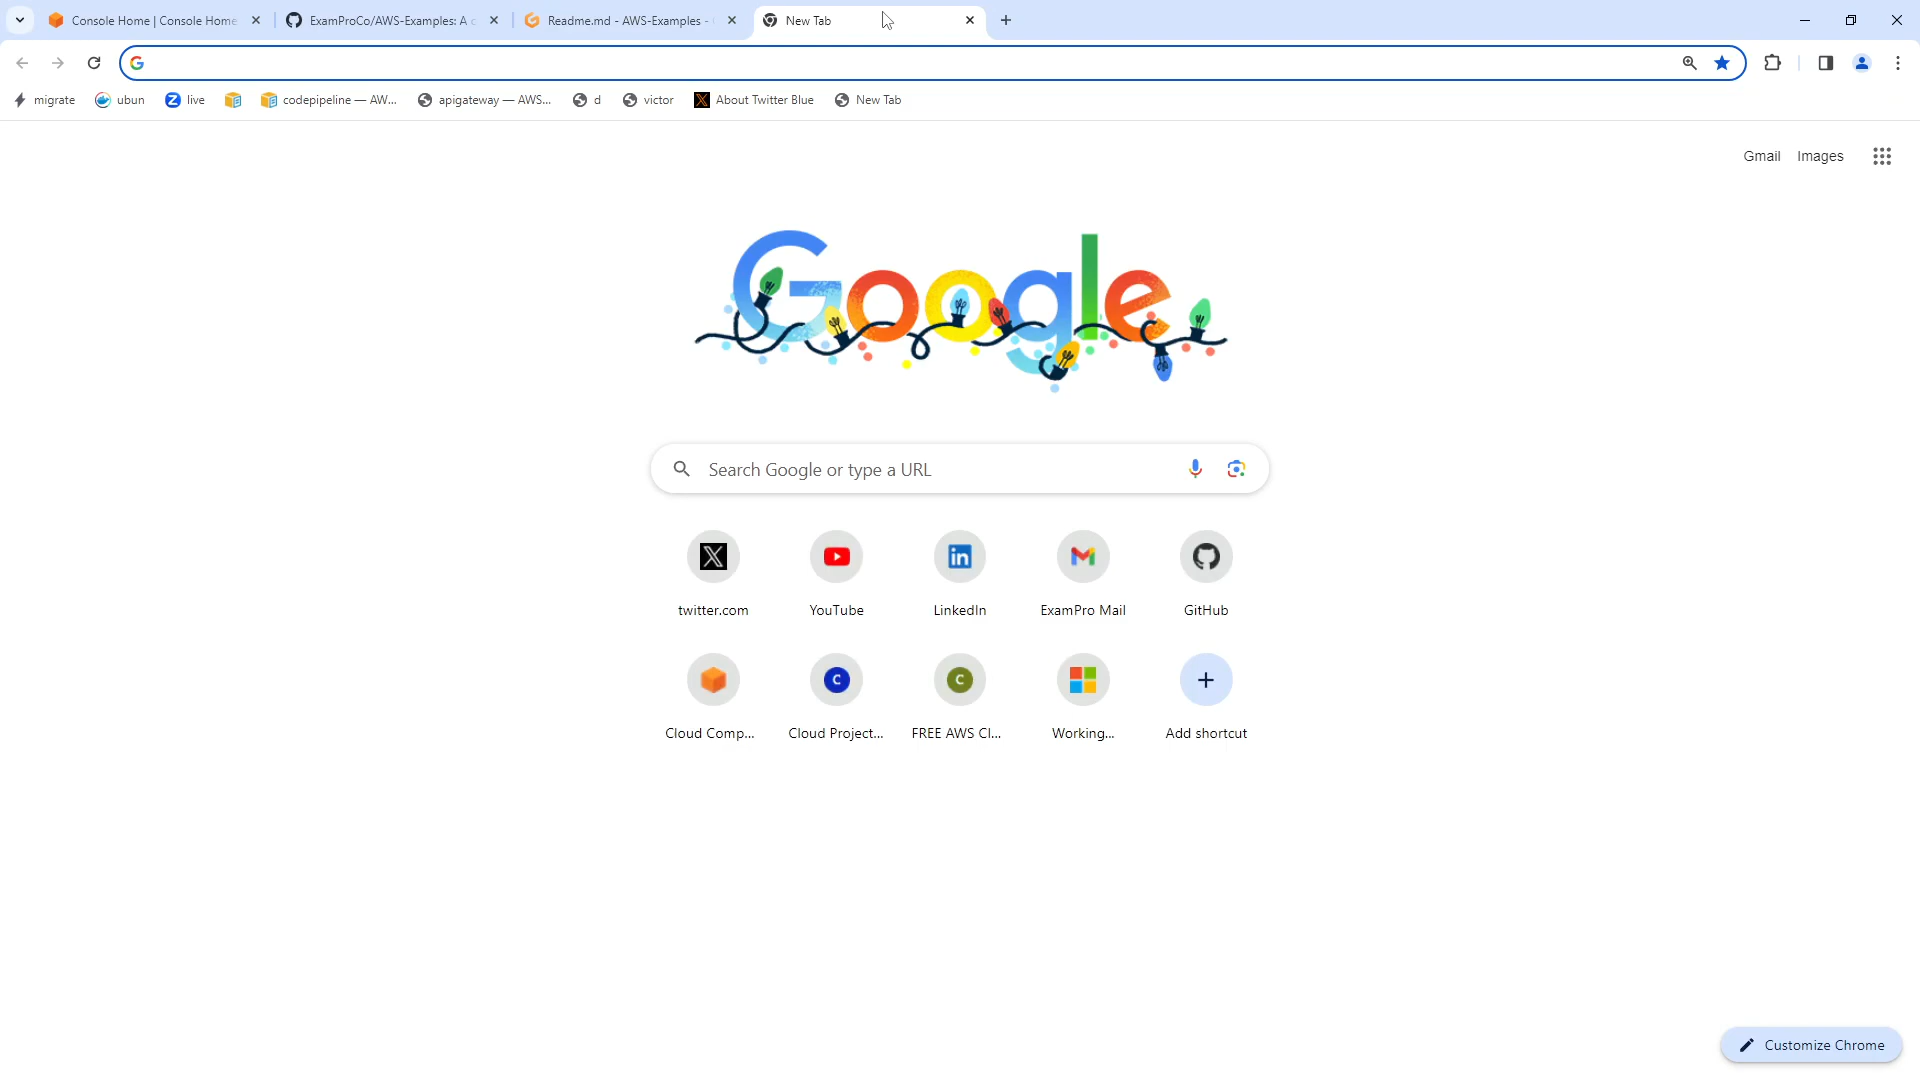 Console Home | Console Home
ExamProCo/AWS-Examples: A c
Readme.md - AWS-Examples -
New Tab
migrate
ubun
live
codepipeline — AW...
apigateway — AWS...
d
victor
About Twitter Blue
New Tab
Gmail
Images
Google
Search Google or type a URL
twitter.com
YouTube
LinkedIn
ExamPro Mail
GitHub
Cloud Comp...
Cloud Project...
FREE AWS Cl...
Working...
Add shortcut
Customize Chrome